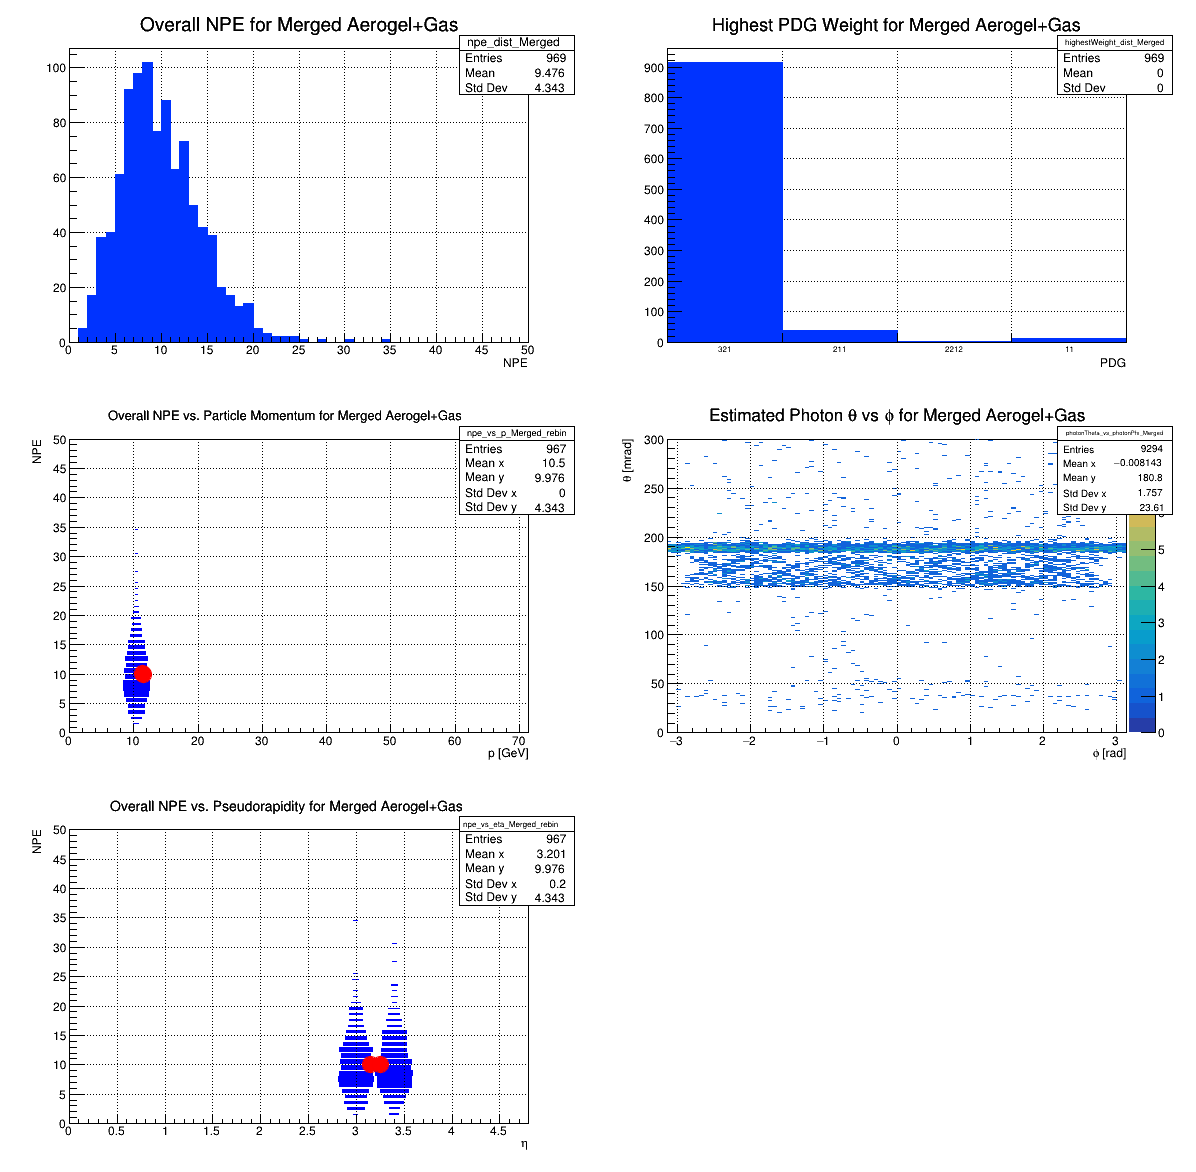 Overall NPE for Merged Aerogel+Gas
npe_dist_Merged
Entries 969
Mean 9.476
Std Dev 4.343
100
80
60
40
20
0
0 5 10 15 20 25 30 35 40 45 50
NPE
Highest PDG Weight for Merged Aerogel+Gas
highestWeight_dist_Merged
Entries 969
Mean 0
Std Dev 0
900
800
700
600
500
400
300
200
100
0
321 211 2212 11
PDG
Overall NPE vs. Particle Momentum for Merged Aerogel+Gas
npe_vs_p_Merged_rebin
Entries 967
Mean x 10.5
Mean y 9.976
Std Dev x 0
Std Dev y 4.343
NPE
50
45
40
35
30
25
20
15
10
5
0
0 10 20 30 40 50 60 70
p [GeV]
Estimated Photon θ vs ϕ for Merged Aerogel+Gas
photonTheta_vs_photonPhi_Merged
Entries 9294
Mean x −0.008143
Mean y 180.8
Std Dev x 1.757
Std Dev y 23.61
θ [mrad]
300
250
200
150
100
50
0
−3 −2 −1 0 1 2 3
ϕ [rad]
5
4
3
2
1
0
Overall NPE vs. Pseudorapidity for Merged Aerogel+Gas
npe_vs_eta_Merged_rebin
Entries 967
Mean x 3.201
Mean y 9.976
Std Dev x 0.2
Std Dev y 4.343
NPE
50
45
40
35
30
25
20
15
10
5
0
0 0.5 1 1.5 2 2.5 3 3.5 4 4.5
η